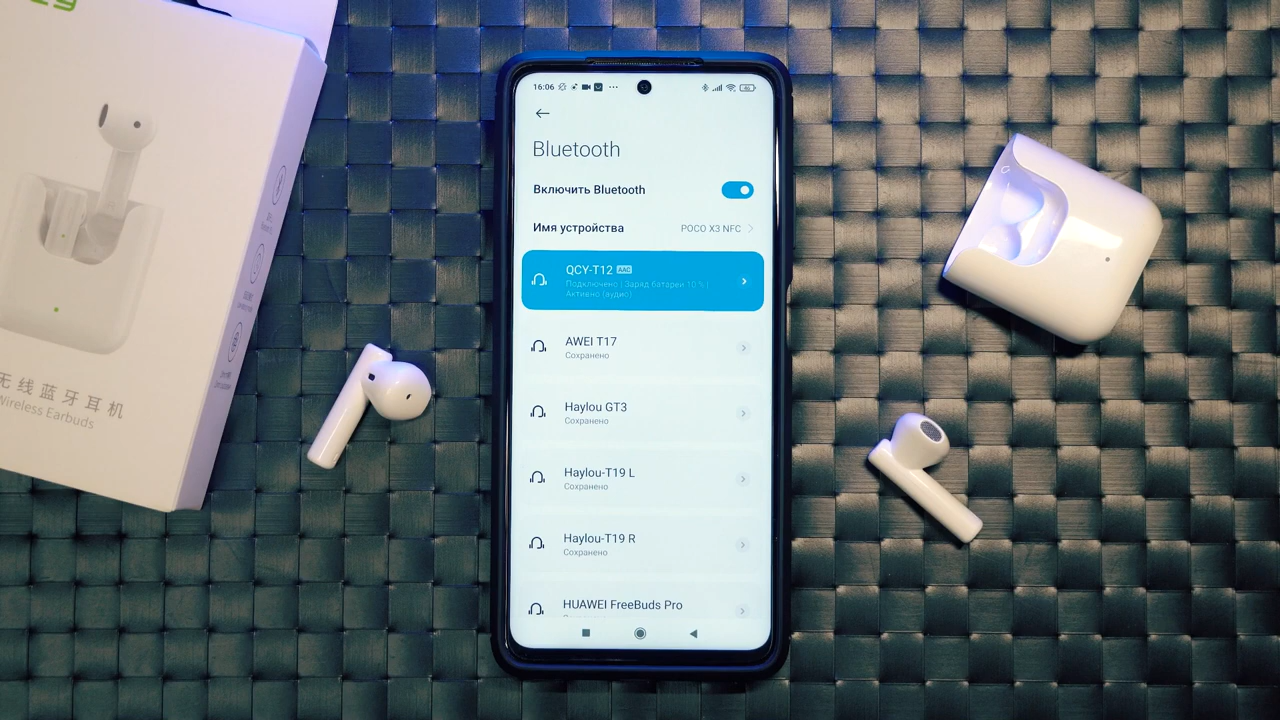 无线蓝牙耳机
Wireless Earbuds
16:06
Bluetooth
Включить Bluetooth
Имя устройства POCO X3 NFC
QCY-T12 AAC
Подключено | Заряд батареи 10 % |
Активно (аудио)
AWEI T17
Сохранено
Haylou GT3
Сохранено
Haylou-T19 L
Сохранено
Haylou-T19 R
Сохранено
HUAWEI FreeBuds Pro